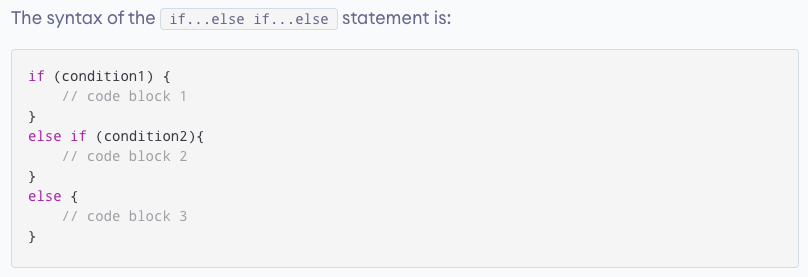 The syntax of the if...else if...else statement is:
if (condition1) {
    // code block 1
}
else if (condition2){
    // code block 2
}
else {
    // code block 3
}